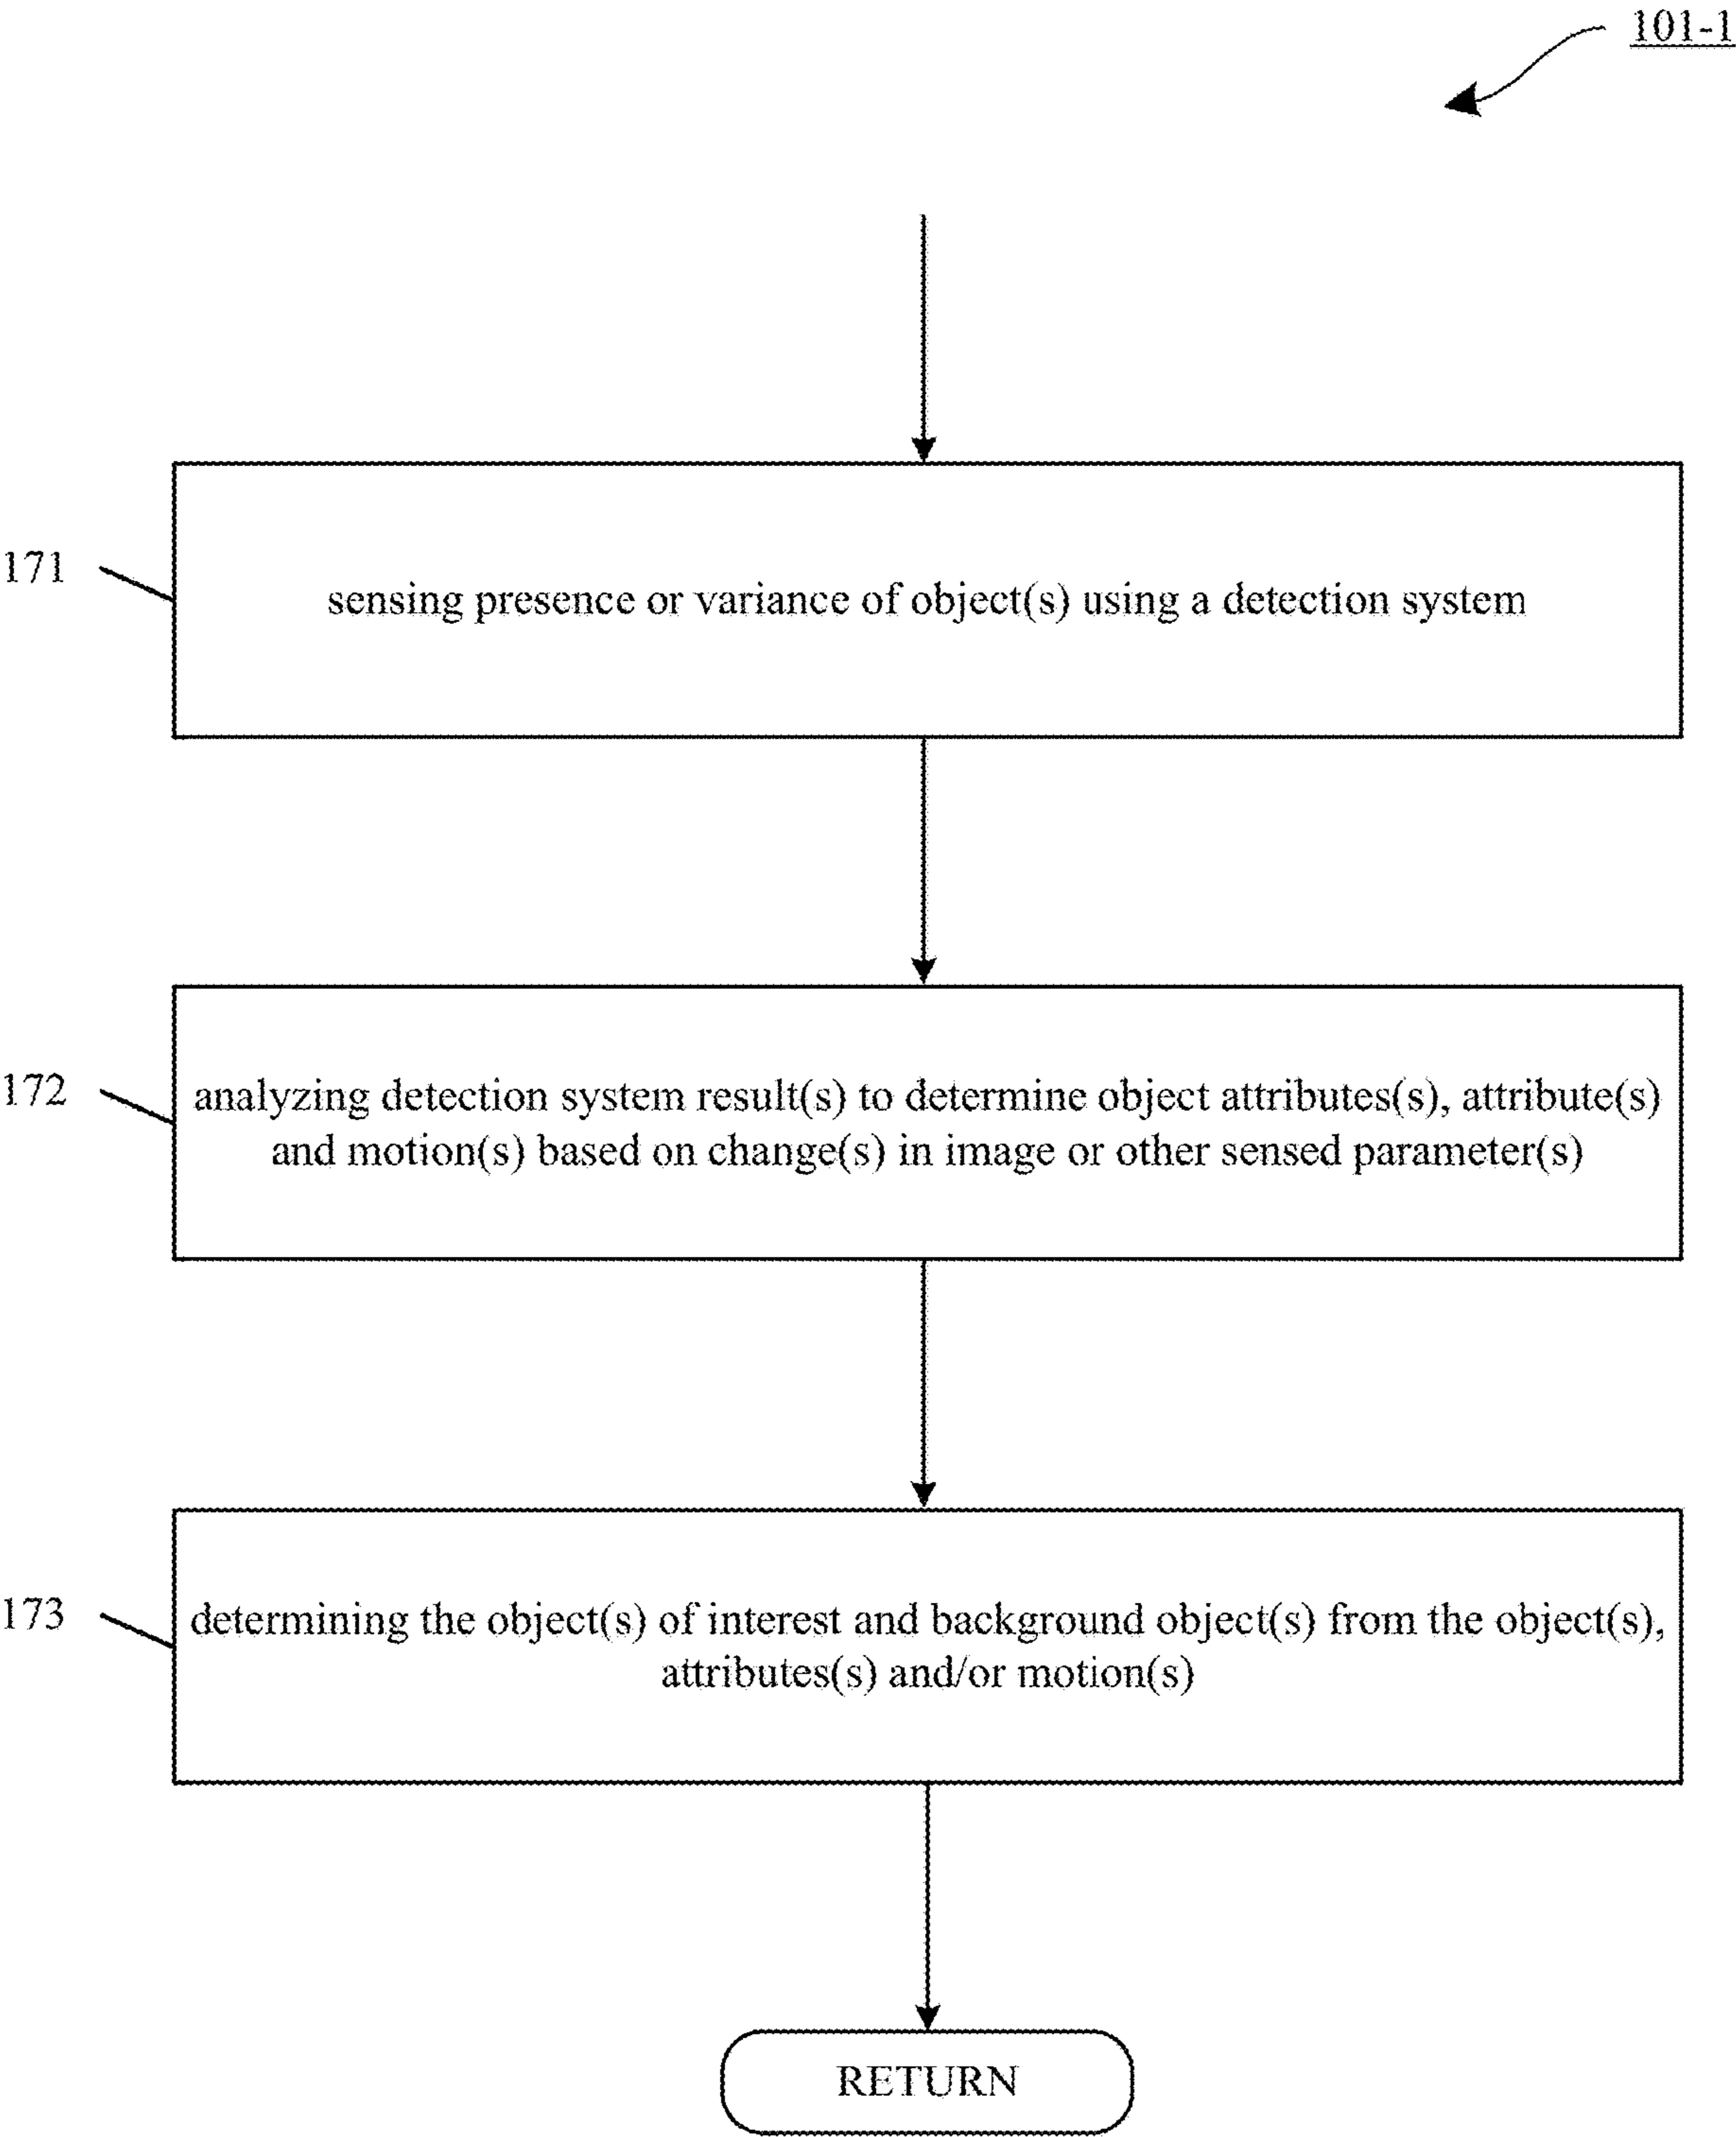 101-1
171
sensing presence or variance of object(s) using a detection system
172
analyzing detection system result(s) to determine object attributes(s), attribute(s)
and motion(s) based on change(s) in image or other sensed parameter(s)
173
determining the object(s) of interest and background object(s) from the object(s),
attributes(s) and/or motion(s)
RETURN